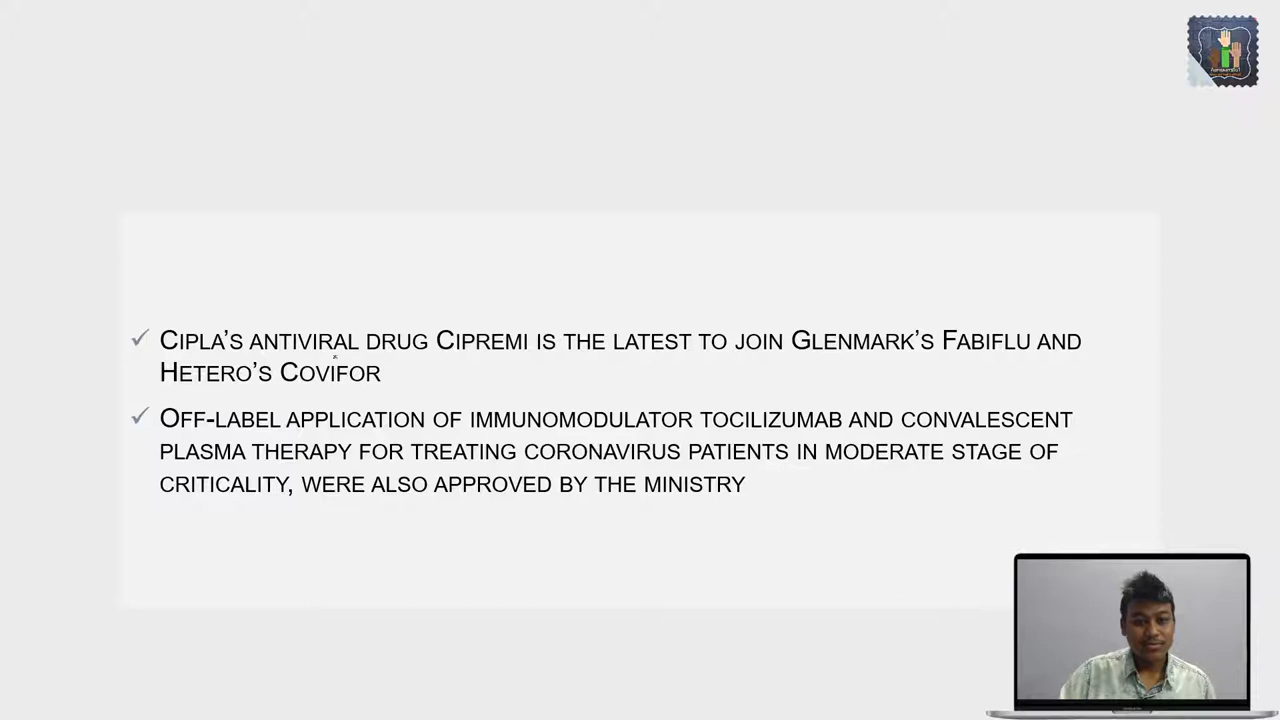 Cipla’s antiviral drug Cipremi is the latest to join Glenmark’s Fabiflu and
Hetero’s Covifor
Off-label application of immunomodulator tocilizumab and convalescent
plasma therapy for treating coronavirus patients in moderate stage of
criticality, were also approved by the ministry